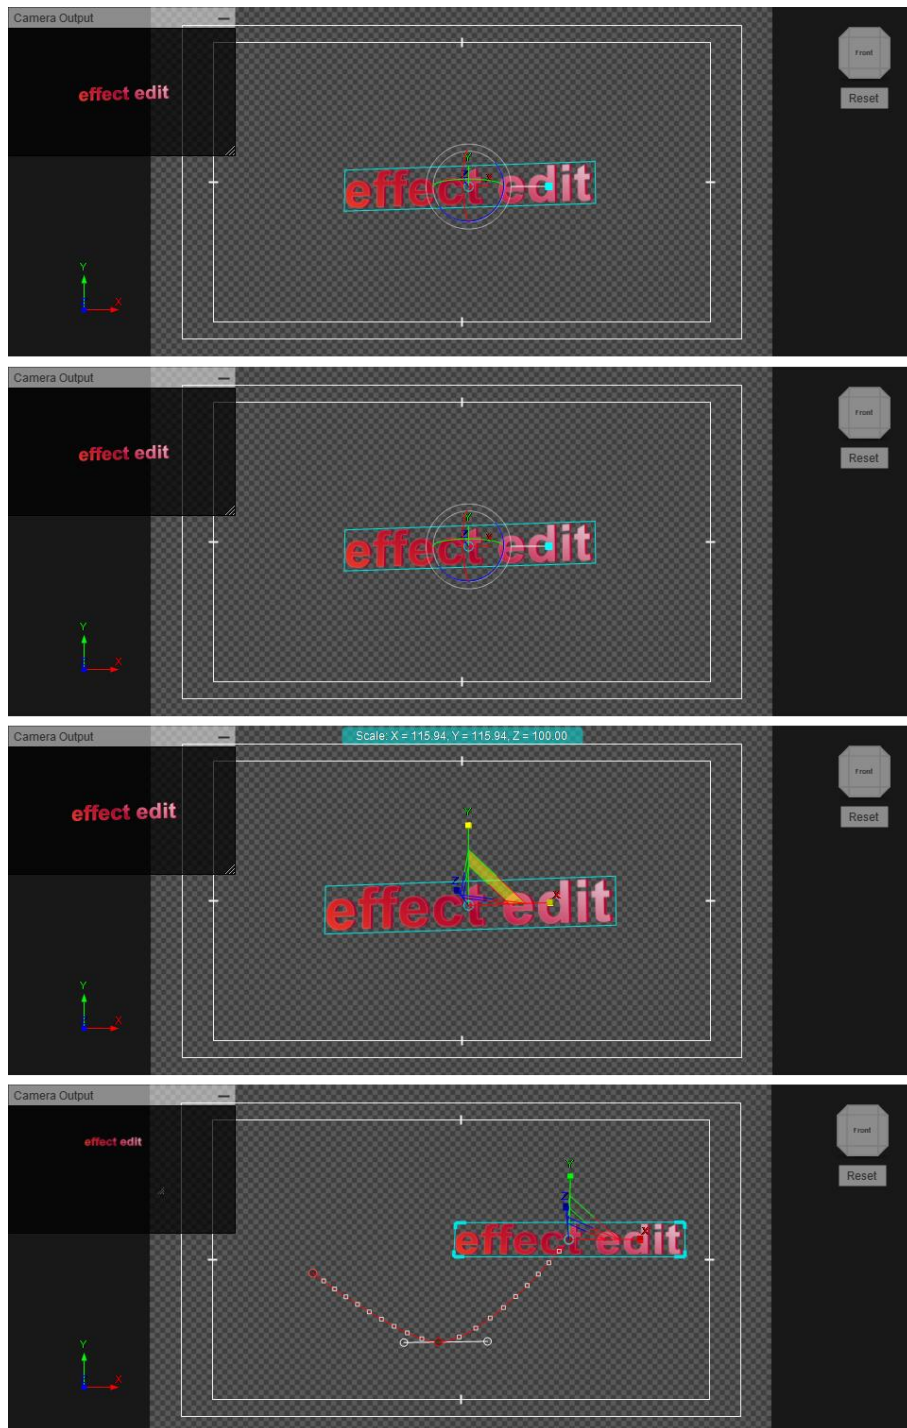 Camera Output
Front
Reset
effect edit
effect edit
Y
X
Z
Y
X
Camera Output
Front
Reset
effect edit
effect edit
Y
X
Z
Y
X
Camera Output
Scale: X = 115.94, Y = 115.94, Z = 100.00
Front
Reset
effect edit
Y
Z
X
effect edit
Y
X
Camera Output
Front
Reset
effect edit
Y
Z
X
effect edit
Y
X